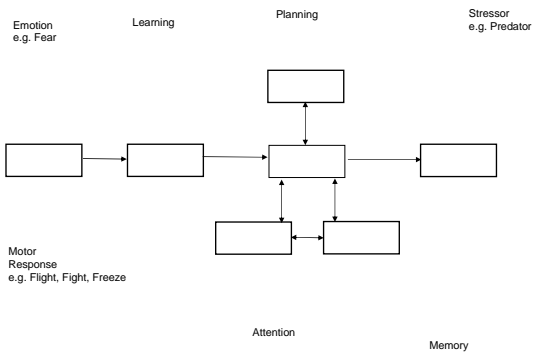 Emotion
e.g. Fear
Learning
Planning
Stressor
e.g. Predator
Motor
Response
e.g. Flight, Fight, Freeze
Attention
Memory